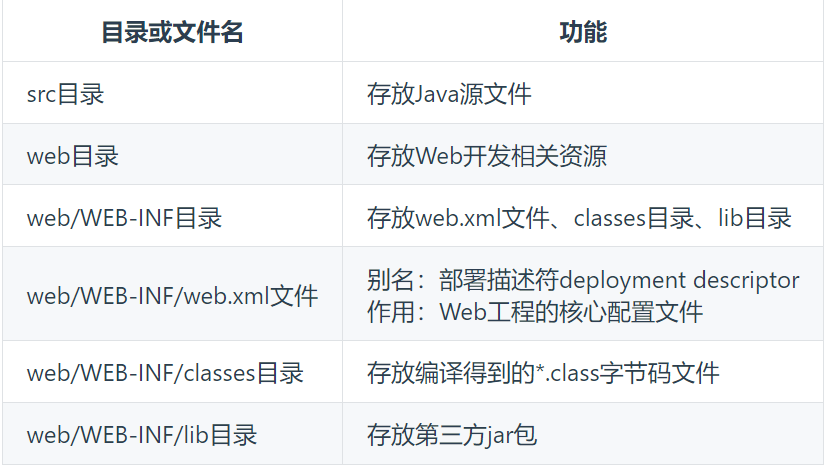 目录或文件名 功能
src目录 存放Java源文件
web目录 存放Web开发相关资源
web/WEB-INF目录 存放web.xml文件、classes目录、lib目录
web/WEB-INF/web.xml文件 别名：部署描述符deployment descriptor
作用：Web工程的核心配置文件
web/WEB-INF/classes目录 存放编译得到的*.class字节码文件
web/WEB-INF/lib目录 存放第三方jar包